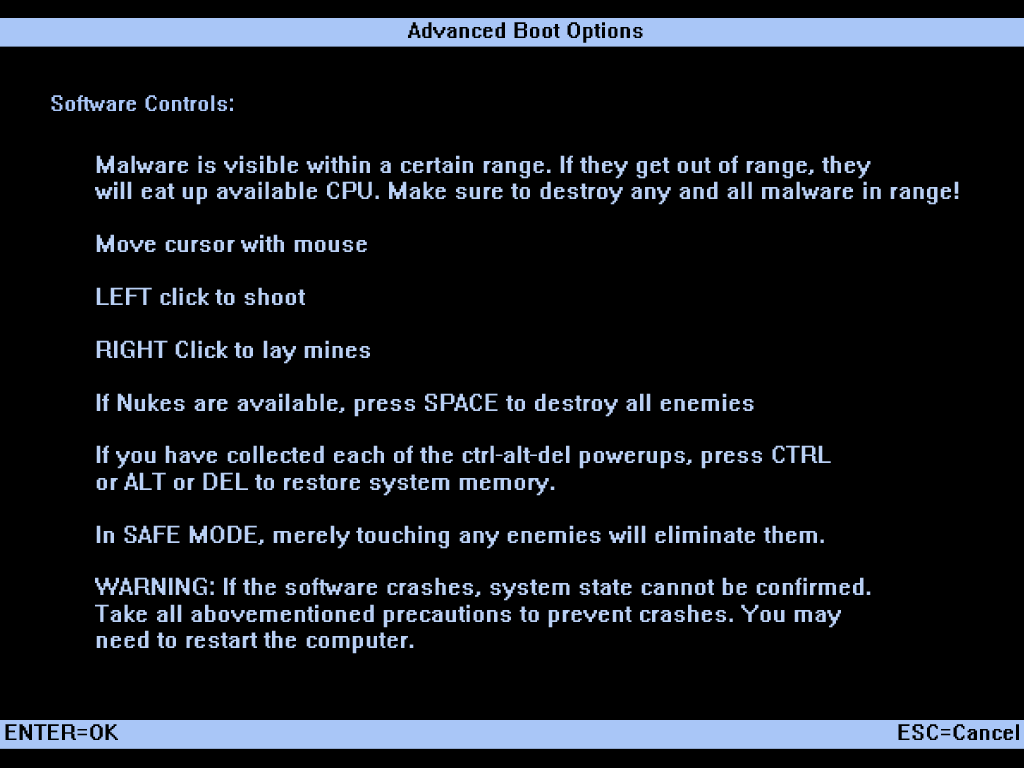 Advanced Boot Options
Software Controls:
Malware is visible within a certain range. If they get out of range, they
will eat up available CPU. Make sure to destroy any and all malware in range!
Move cursor with mouse
LEFT click to shoot
RIGHT Click to lay mines
If Nukes are available, press SPACE to destroy all enemies
If you have collected each of the ctrl-alt-del powerups, press CTRL
or ALT or DEL to restore system memory.
In SAFE MODE, merely touching any enemies will eliminate them.
WARNING: If the software crashes, system state cannot be confirmed.
Take all abovementioned precautions to prevent crashes. You may
need to restart the computer.
ENTER=OK
ESC=Cancel